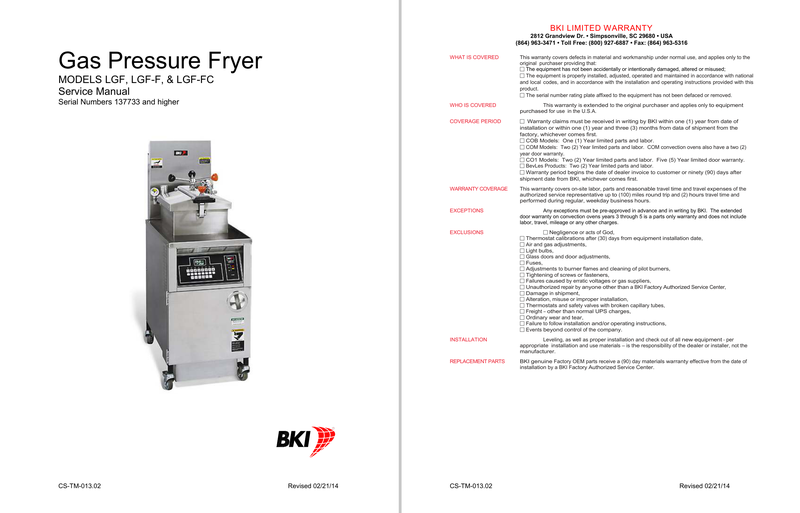 Gas Pressure Fryer
MODELS LGF, LGF-F, & LGF-FC
Service Manual
Serial Numbers 137733 and higher
BKI
BKI
CS-TM-013.02
Revised 02/21/14
BKI LIMITED WARRANTY
2812 Grandview Dr. • Simpsonville, SC 29680 • USA
(864) 963-3471 • Toll Free: (800) 927-6887 • Fax: (864) 963-5316
WHAT IS COVERED
This warranty covers defects in material and workmanship under normal use, and applies only to the
original purchaser providing that:
☐ The equipment has not been accidentally or intentionally damaged, altered or misused;
☐ The equipment is properly installed, adjusted, operated and maintained in accordance with national
and local codes, and in accordance with the installation and operating instructions provided with this
product.
☐ The serial number rating plate affixed to the equipment has not been defaced or removed.
WHO IS COVERED
This warranty is extended to the original purchaser and applies only to equipment
purchased for use in the U.S.A.
COVERAGE PERIOD
☐ Warranty claims must be received in writing by BKI within one (1) year from date of
installation or within one (1) year and three (3) months from data of shipment from the
factory, whichever comes first.
☐ COB Models: One (1) Year limited parts and labor.
☐ COM Models: Two (2) Year limited parts and labor. COM convection ovens also have a two (2)
year door warranty.
☐ CO1 Models: Two (2) Year limited parts and labor. Five (5) Year limited door warranty.
☐ BevLes Products: Two (2) Year limited parts and labor.
☐ Warranty period begins the date of dealer invoice to customer or ninety (90) days after
shipment date from BKI, whichever comes first.
WARRANTY COVERAGE
This warranty covers on-site labor, parts and reasonable travel time and travel expenses of the
authorized service representative up to (100) miles round trip and (2) hours travel time and
performed during regular, weekday business hours.
EXCEPTIONS
Any exceptions must be pre-approved in advance and in writing by BKI. The extended
door warranty on convection ovens years 3 through 5 is a parts only warranty and does not include
labor, travel, mileage or any other charges.
EXCLUSIONS
☐ Negligence or acts of God,
☐ Thermostat calibrations after (30) days from equipment installation date,
☐ Air and gas adjustments,
☐ Light bulbs,
☐ Glass doors and door adjustments,
☐ Fuses,
☐ Adjustments to burner flames and cleaning of pilot burners,
☐ Tightening of screws or fasteners,
☐ Failures caused by erratic voltages or gas suppliers,
☐ Unauthorized repair by anyone other than a BKI Factory Authorized Service Center,
☐ Damage in shipment,
☐ Alteration, misuse or improper installation,
☐ Thermostats and safety valves with broken capillary tubes,
☐ Freight - other than normal UPS charges,
☐ Ordinary wear and tear,
☐ Failure to follow installation and/or operating instructions,
☐ Events beyond control of the company.
INSTALLATION
Leveling, as well as proper installation and check out of all new equipment - per
appropriate installation and use materials – is the responsibility of the dealer or installer, not the
manufacturer.
REPLACEMENT PARTS
BKI genuine Factory OEM parts receive a (90) day materials warranty effective from the date of
installation by a BKI Factory Authorized Service Center.
CS-TM-013.02
Revised 02/21/14